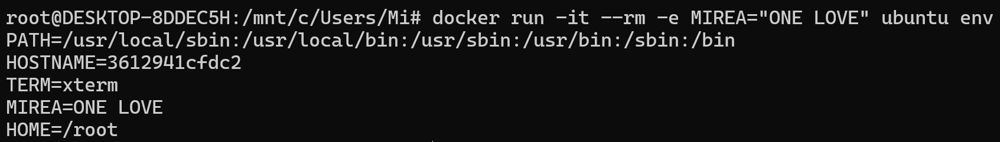 root@DESKTOP-8DDEC5H:/mnt/c/Users/Mi# docker run -it --rm -e MIREA="ONE LOVE" ubuntu env
PATH=/usr/local/sbin:/usr/local/bin:/usr/sbin:/usr/bin:/sbin:/bin
HOSTNAME=3612941cfdc2
TERM=xterm
MIREA=ONE LOVE
HOME=/root